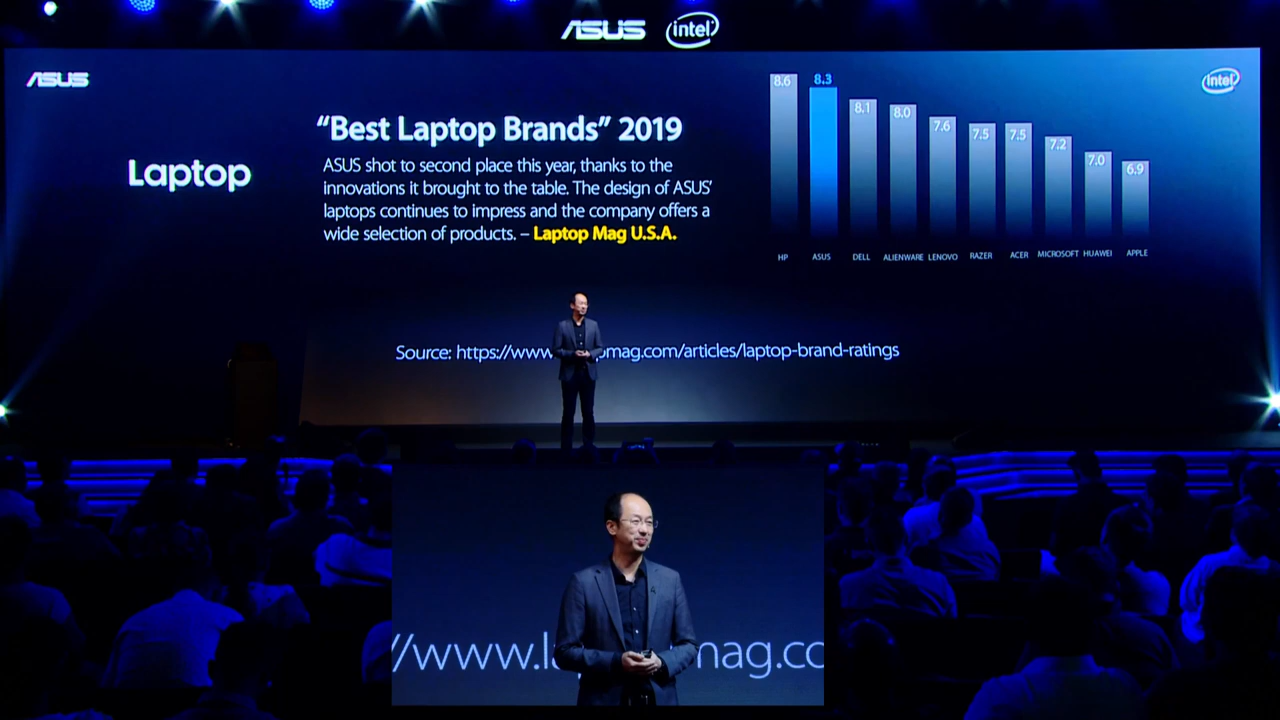 ASUS intel
ASUS
intel
Laptop
“Best Laptop Brands” 2019
ASUS shot to second place this year, thanks to the
innovations it brought to the table. The design of ASUS’
laptops continues to impress and the company offers a
wide selection of products. – Laptop Mag U.S.A.
8.6 8.3 8.1 8.0 7.6 7.5 7.5 7.2 7.0 6.9
HP ASUS DELL ALIENWARE LENOVO RAZER ACER MICROSOFT HUAWEI APPLE
Source: https://www pmag.com/articles/laptop-brand-ratings
//www.la mag.co